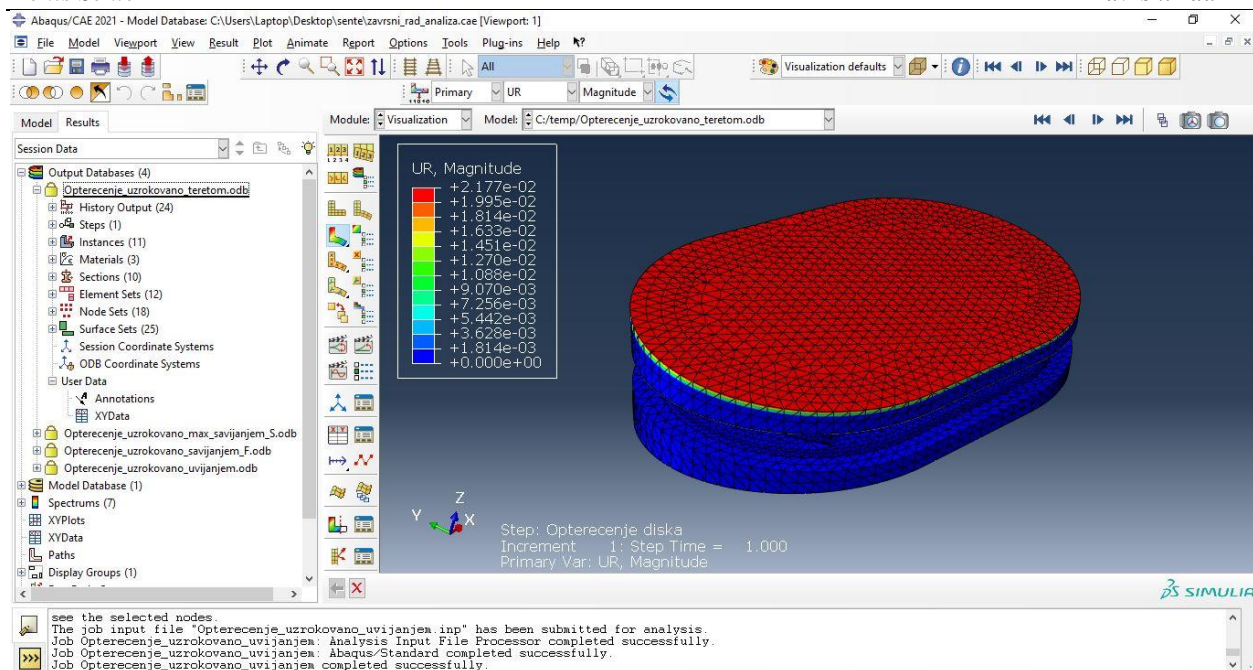 Abaqus/CAE 2021 - Model Database: C:\Users\Laptop\Desktop\sente\zavrsni_rad_analiza.cae [Viewport: 1]
File Model Viewport View Result Plot Animate Report Options Tools Plug-ins Help
All
Visualization defaults
Primary UR Magnitude
Model Results
Module: Visualization Model: C:/temp/Opterecenje_uzrokovano_teretom.odb
Session Data
Output Databases (4)
Opterecenje_uzrokovano_teretom.odb
History Output (24)
Steps (1)
Instances (11)
Materials (3)
Sections (10)
Element Sets (12)
Node Sets (18)
Surface Sets (25)
Session Coordinate Systems
ODB Coordinate Systems
User Data
Annotations
XYData
Opterecenje_uzrokovano_max_savijanjem_S.odb
Opterecenje_uzrokovano_savijanjem_F.odb
Opterecenje_uzrokovano_uvijanjem.odb
Model Database (1)
Spectrums (7)
XYPlots
XYData
Paths
Display Groups (1)
UR, Magnitude
+2.177e-02
+1.995e-02
+1.814e-02
+1.633e-02
+1.451e-02
+1.270e-02
+1.088e-02
+9.070e-03
+7.256e-03
+5.442e-03
+3.628e-03
+1.814e-03
+0.000e+00
Z
Y X
Step: Opterecenje diska
Increment 1: Step Time = 1.000
Primary Var: UR, Magnitude
SIMULIA
see the selected nodes.
The job input file "Opterecenje_uzrokovano_uvijanjem.inp" has been submitted for analysis.
Job Opterecenje_uzrokovano_uvijanjem: Analysis Input File Processor completed successfully.
Job Opterecenje_uzrokovano_uvijanjem: Abaqus/Standard completed successfully.
Job Opterecenje_uzrokovano_uvijanjem completed successfully.